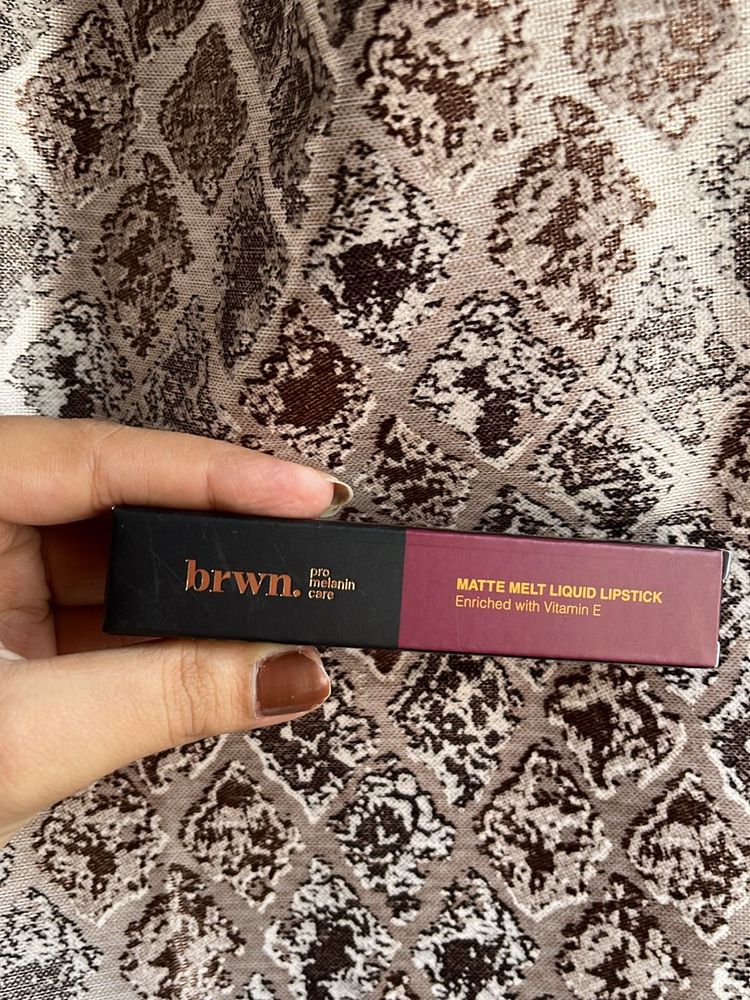 brwn.
pro
melanin
care
MATTE MELT LIQUID LIPSTICK
Enriched with Vitamin E